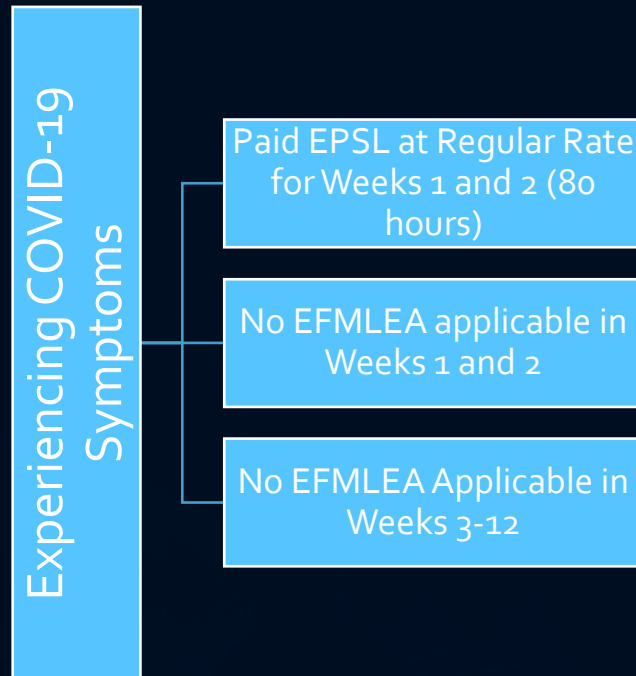 Experiencing COVID-19
Symptoms
Paid EPSL at Regular Rate
for Weeks 1 and 2 (80
hours)
No EFMLEA applicable in
Weeks 1 and 2
No EFMLEA Applicable in
Weeks 3-12